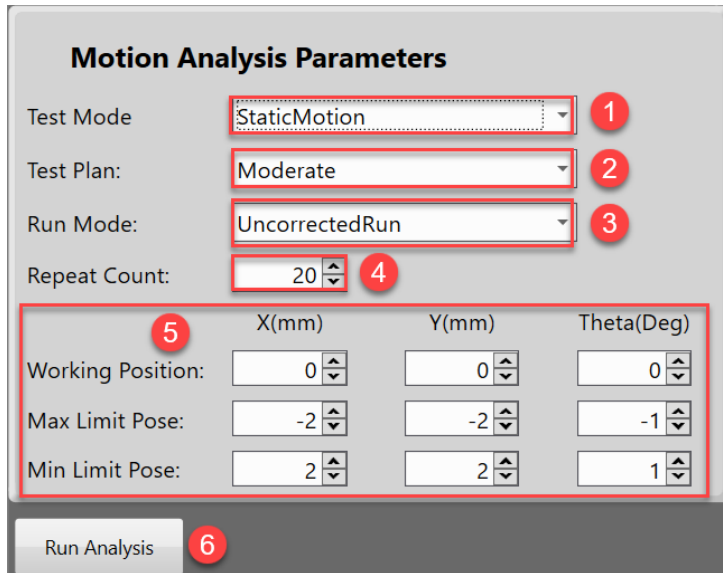 Motion Analysis Parameters
Test Mode StaticMotion 1
Test Plan: Moderate 2
Run Mode: UncorrectedRun 3
Repeat Count: 20 4
5 X(mm) Y(mm) Theta(Deg)
Working Position: 0 0 0
Max Limit Pose: -2 -2 -1
Min Limit Pose: 2 2 1
Run Analysis 6